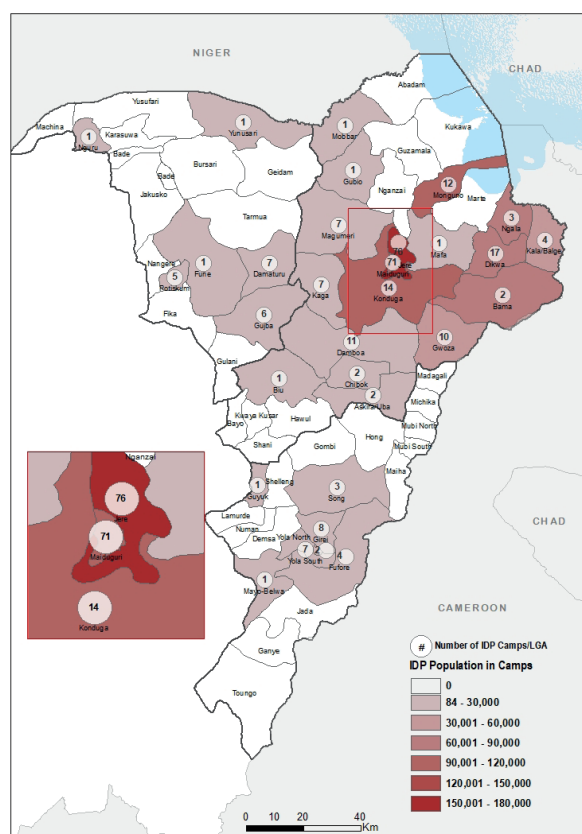 NIGER
CHAD
Abadam
Yusufari
Machina
1
Yunusari
1
Mobbar
Kukawa
1
Nguru
Karasuwa
Bade
Guzamala
Bursari
Geidam
1
Gubio
12
Monguno
Bade
Jakusko
Nganzai
Marte
Tarmua
7
Magumeri
3
Ngala
76
Jere
1
Mafa
4
Kala/Balge
Nangere
1
Fune
7
Damaturu
71
Maiduguri
17
Dikwa
5
Potiskum
7
Kaga
14
Konduga
2
Bama
Fika
6
Gujba
10
Gwoza
11
Damboa
Gulani
Madagali
1
Biu
2
Chibok
2
Askira/Uba
Michika
Kwaya Kusar
Bayo
Hawul
Mubi North
Hong
Mubi South
Shani
Gombi
Maiha
Nganzai
76
Jere
71
Maiduguri
14
Konduga
Shelleng
1
Guyuk
3
Song
CHAD
Lamurde
Numan
Demsa
8
Girei
Yola North
7
2
Yola South
4
Fufore
1
Mayo-Belwa
Jada
CAMEROON
Ganye
Toungo
# Number of IDP Camps/LGA
IDP Population in Camps
0
84 - 30,000
30,001 - 60,000
60,001 - 90,000
90,001 - 120,000
120,001 - 150,000
150,001 - 180,000
0 10 20 40
Km